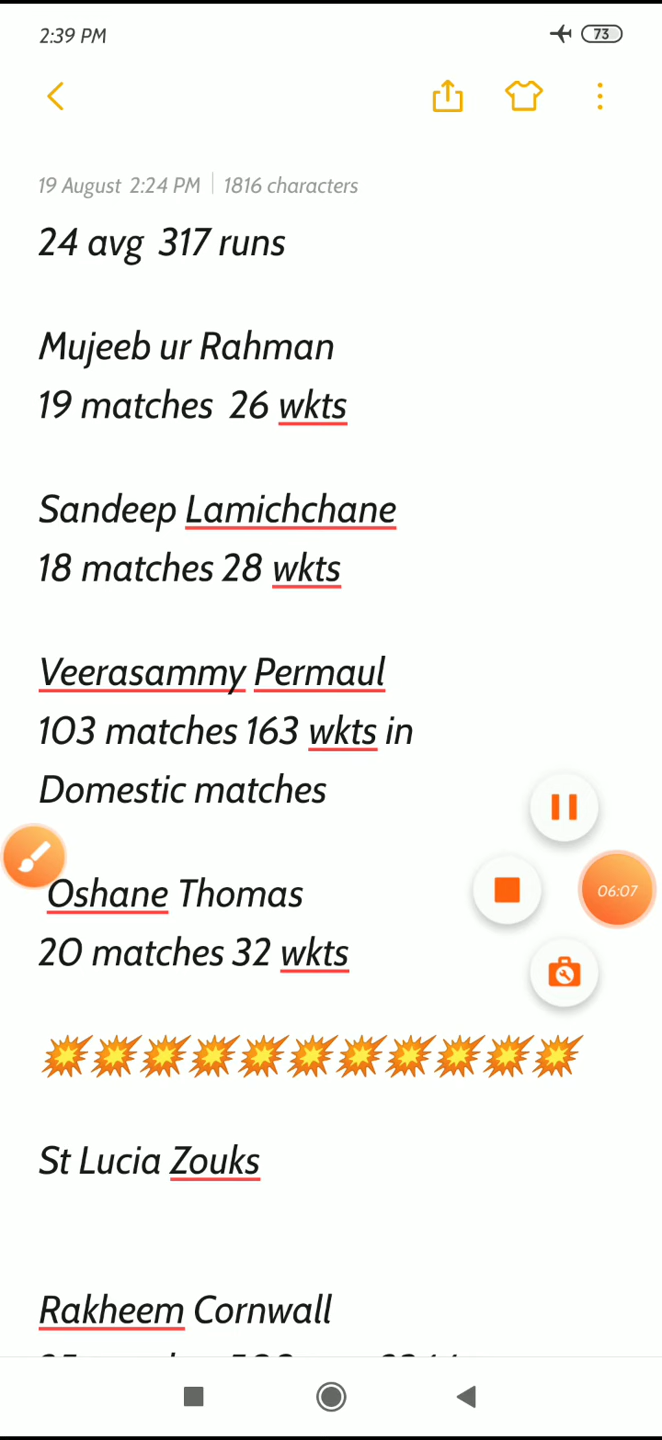 2:39 PM
73
19 August 2:24 PM | 1816 characters
24 avg 317 runs
Mujeeb ur Rahman
19 matches 26 wkts
Sandeep Lamichchane
18 matches 28 wkts
Veerasammy Permaul
103 matches 163 wkts in
Domestic matches
Oshane Thomas
06:07
20 matches 32 wkts
St Lucia Zouks
Rakheem Cornwall